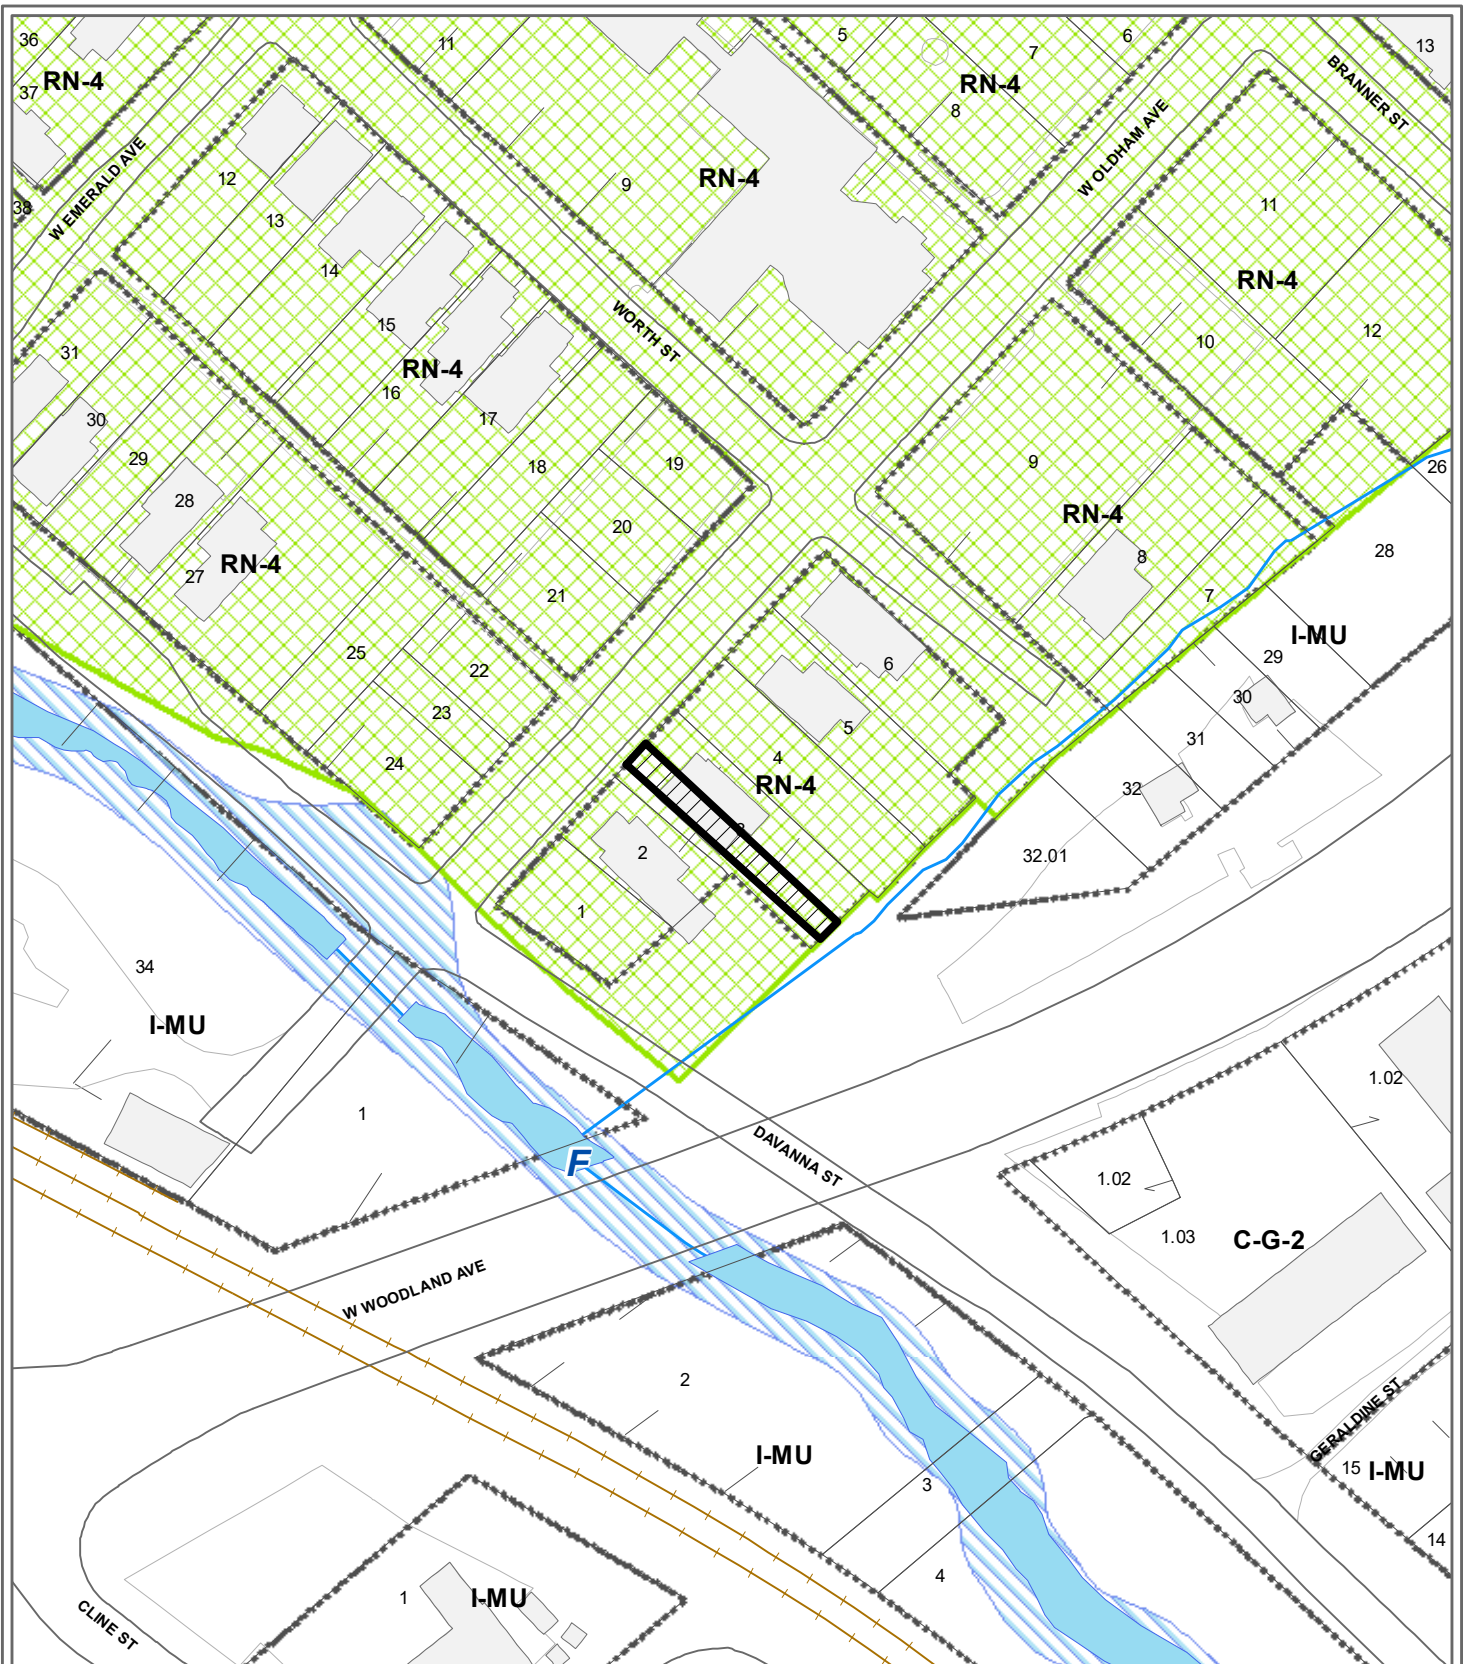 36
11
5
6
7
13
RN-4
RN-4
BRANNER ST
37
8
W OLDHAM AVE
W EMERALD AVE
12
RN-4
9
38
13
11
14
RN-4
15
WORTH ST
12
10
31
RN-4
16
17
30
29
18
19
9
26
28
20
RN-4
28
8
RN-4
27
21
7
I-MU
25
22
6
29
30
23
5
31
24
4
RN-4
32
2
32.01
1
34
I-MU
1
1.02
DAVANNA ST
F
1.02
1.03
C-G-2
W WOODLAND AVE
2
GERALDINE ST
I-MU
15
I-MU
3
14
4
1
I-MU
CLINE ST